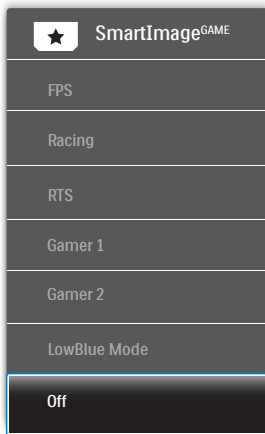 SmartImageGAME
FPS
Racing
RTS
Gamer 1
Gamer 2
LowBlue Mode
Off